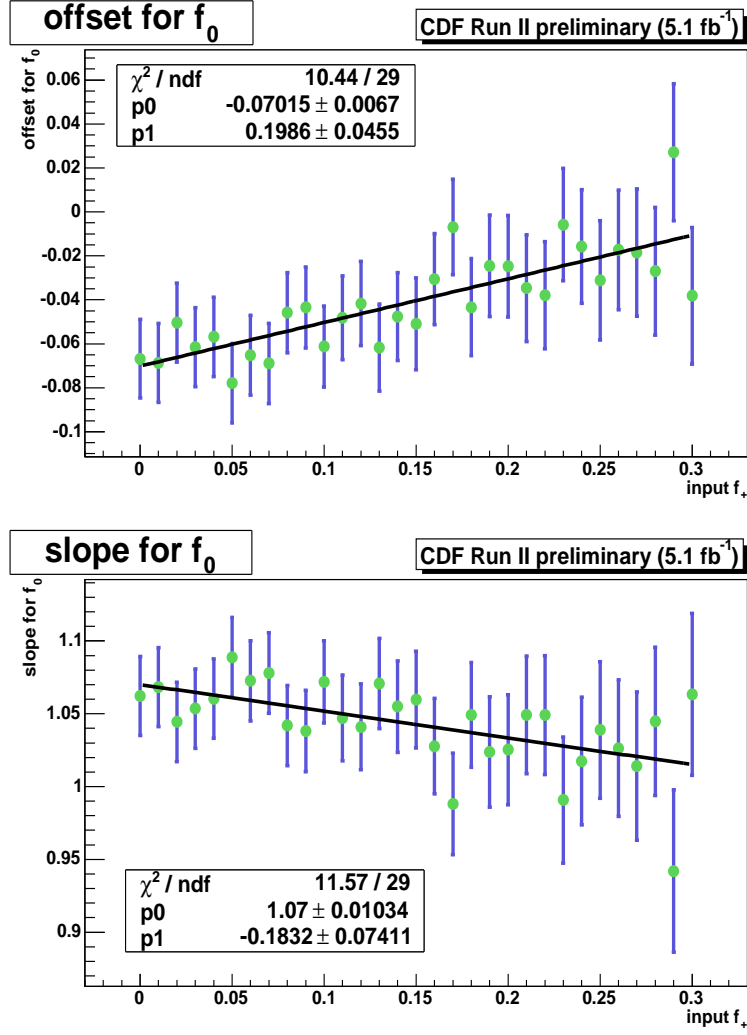 offset for f₀
CDF Run II preliminary (5.1 fb⁻¹)
offset for f₀
χ² / ndf 10.44 / 29
p0 -0.07015 ± 0.0067
p1 0.1986 ± 0.0455
0.06
0.04
0.02
0
-0.02
-0.04
-0.06
-0.08
-0.1
0 0.05 0.1 0.15 0.2 0.25 0.3
input f₊
slope for f₀
CDF Run II preliminary (5.1 fb⁻¹)
slope for f₀
1.1
1.05
1
0.95
0.9
χ² / ndf 11.57 / 29
p0 1.07 ± 0.01034
p1 -0.1832 ± 0.07411
0 0.05 0.1 0.15 0.2 0.25 0.3
input f₊